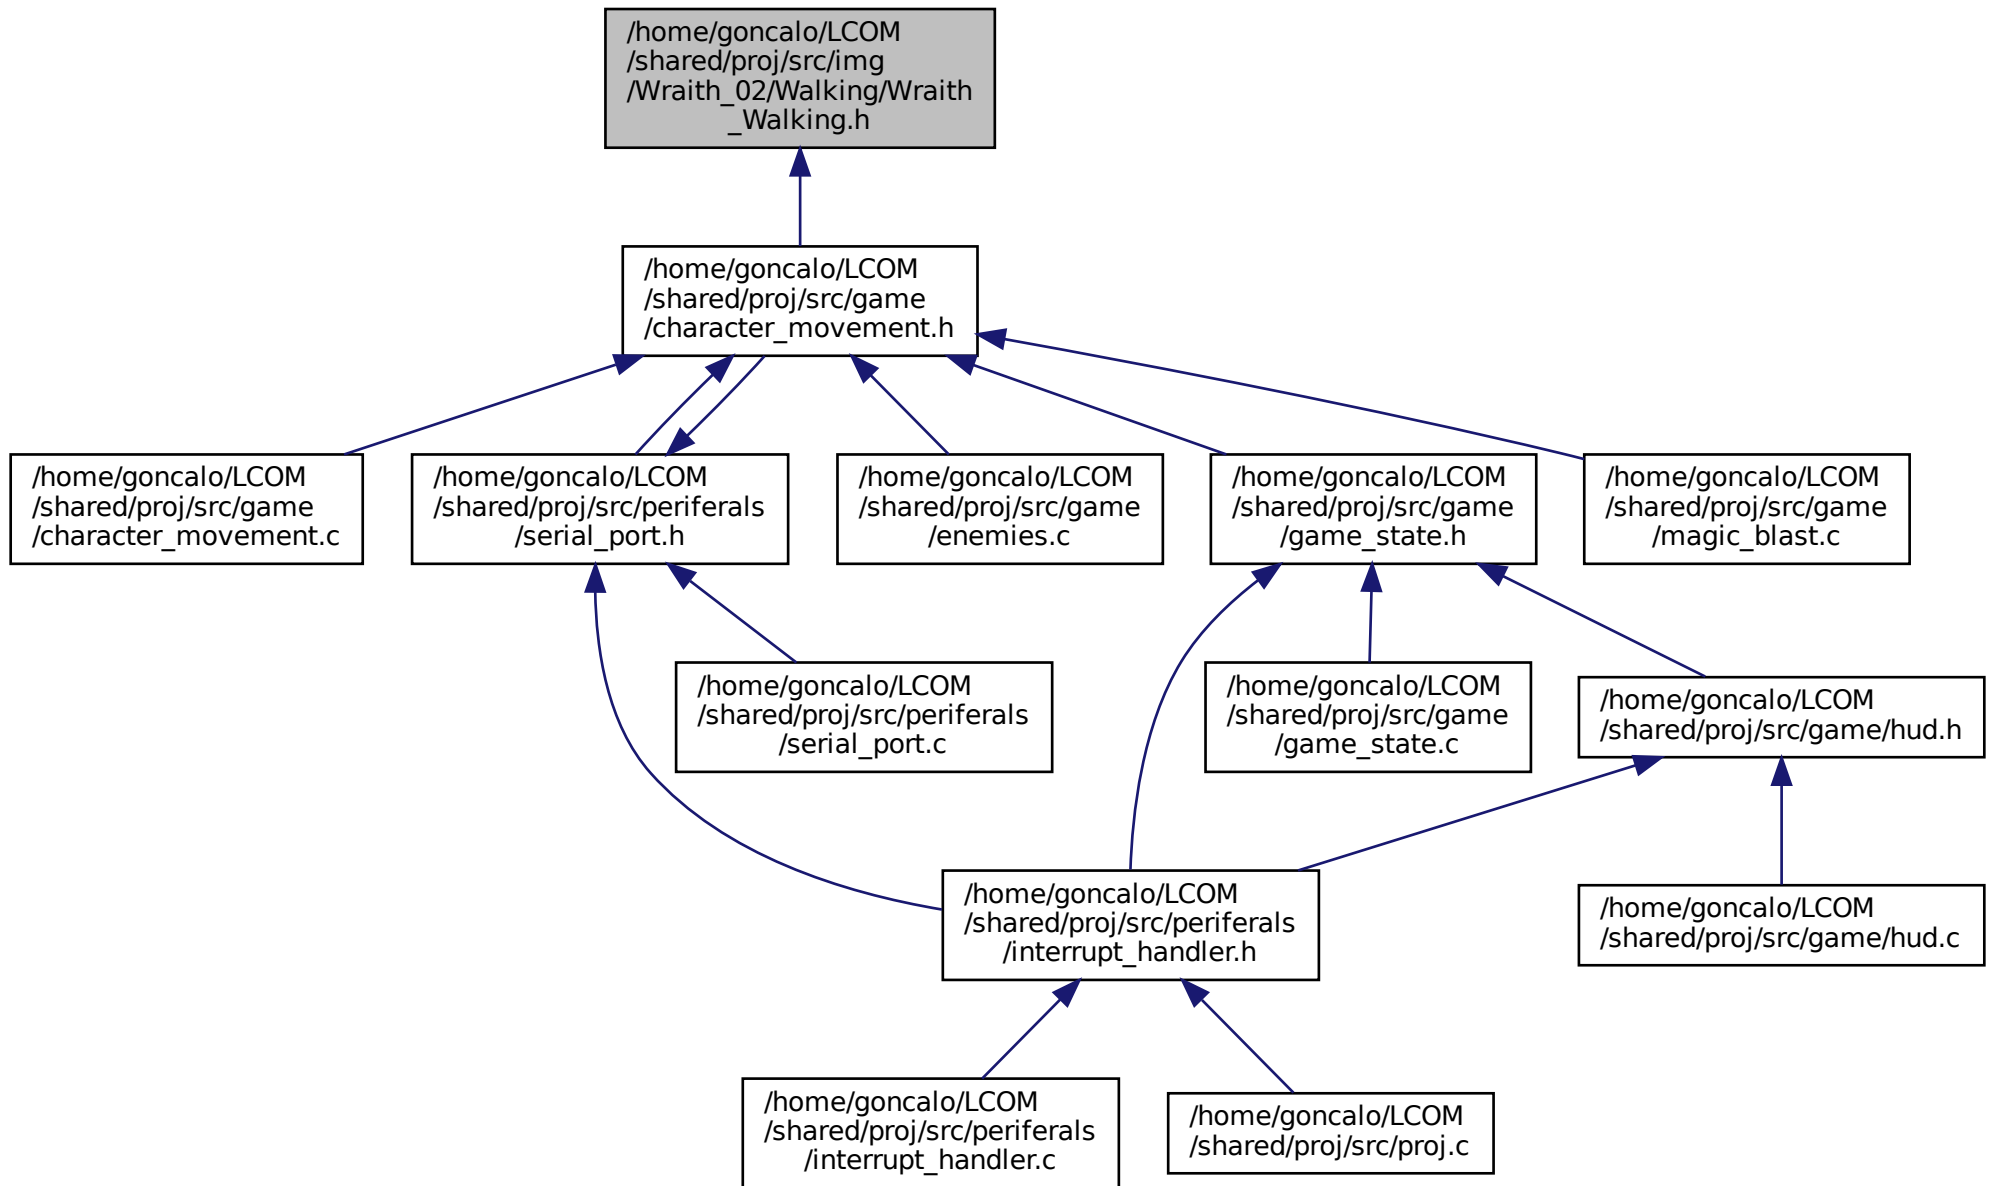 /home/goncalo/LCOM
/shared/proj/src/img
/Wraith_02/Walking/Wraith
_Walking.h
/home/goncalo/LCOM
/shared/proj/src/game
/character_movement.h
/home/goncalo/LCOM
/shared/proj/src/game
/character_movement.c
/home/goncalo/LCOM
/shared/proj/src/periferals
/serial_port.h
/home/goncalo/LCOM
/shared/proj/src/game
/enemies.c
/home/goncalo/LCOM
/shared/proj/src/game
/game_state.h
/home/goncalo/LCOM
/shared/proj/src/game
/magic_blast.c
/home/goncalo/LCOM
/shared/proj/src/periferals
/serial_port.c
/home/goncalo/LCOM
/shared/proj/src/game
/game_state.c
/home/goncalo/LCOM
/shared/proj/src/game/hud.h
/home/goncalo/LCOM
/shared/proj/src/periferals
/interrupt_handler.h
/home/goncalo/LCOM
/shared/proj/src/game/hud.c
/home/goncalo/LCOM
/shared/proj/src/periferals
/interrupt_handler.c
/home/goncalo/LCOM
/shared/proj/src/proj.c